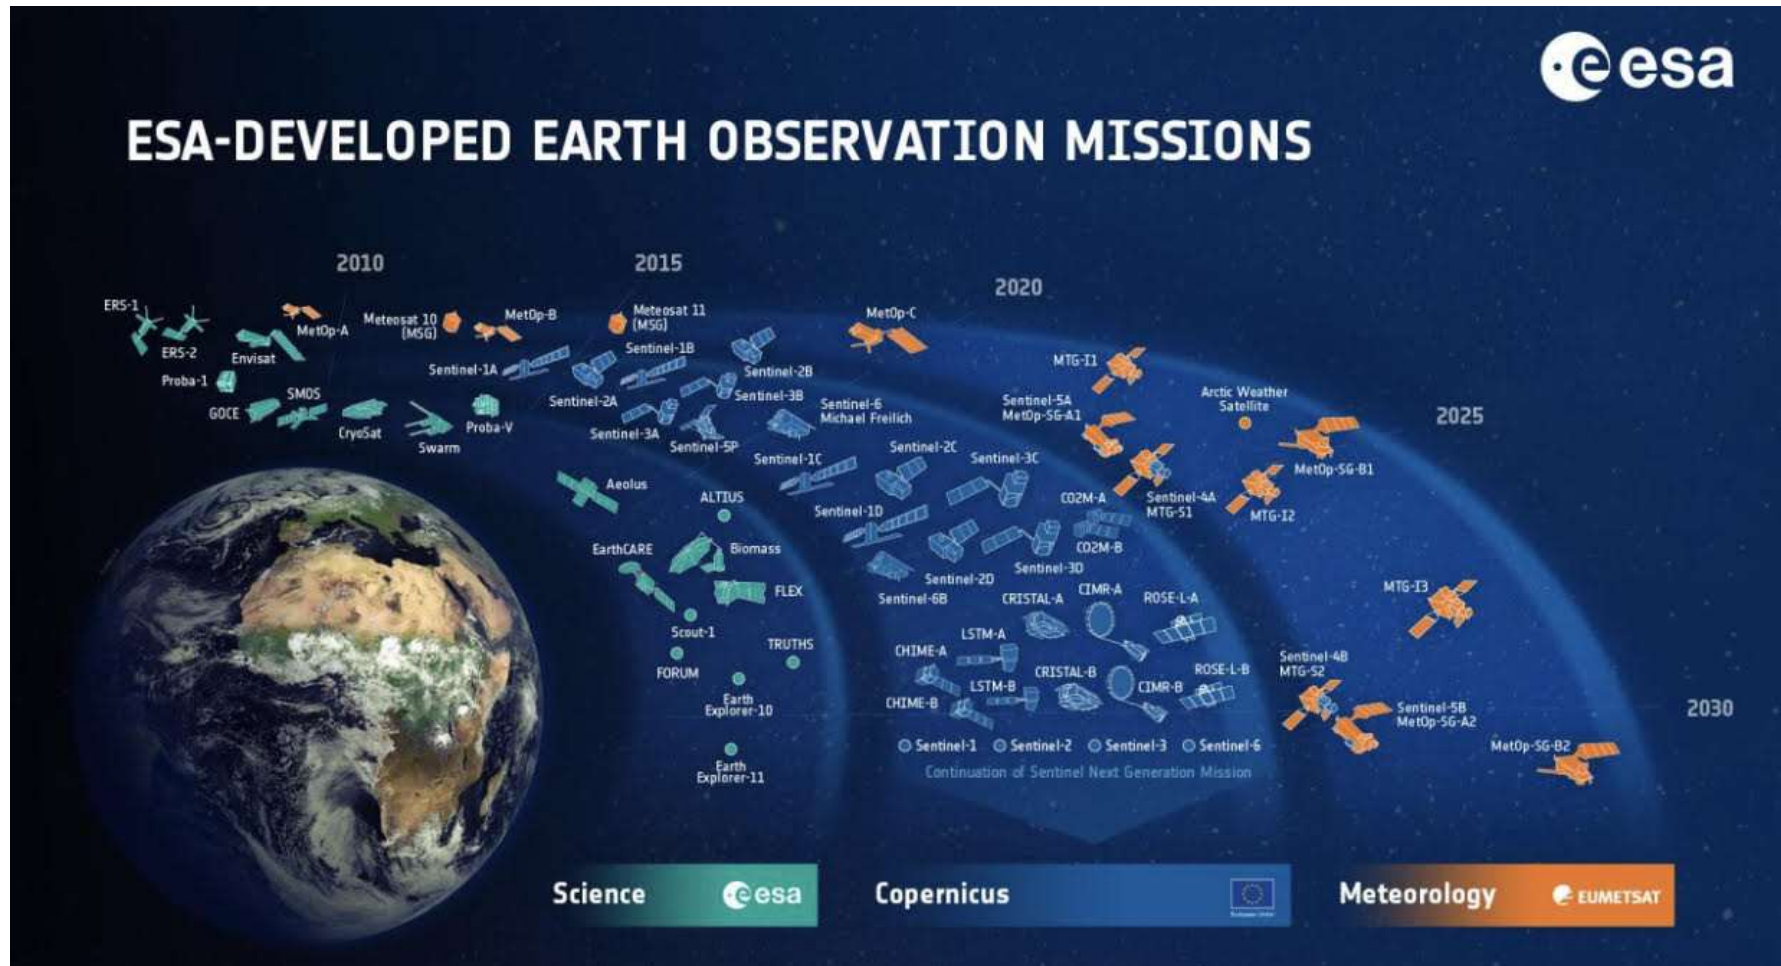 esa
ESA-DEVELOPED EARTH OBSERVATION MISSIONS
2010
2015
2020
2025
2030
ERS-1
ERS-2
Envisat
MetOp-A
Meteosat 10
(MSG)
MetOp-B
Meteosat 11
(MSG)
MetOp-C
Proba-1
GOCE
SMOS
CryoSat
Swarm
Proba-V
Sentinel-1A
Sentinel-1B
Sentinel-2A
Sentinel-2B
Sentinel-3A
Sentinel-3B
Sentinel-5P
Sentinel-6
Michael Freilich
MTG-I1
Sentinel-5A
MetOp-SG-A1
Arctic Weather
Satellite
MetOp-SG-B1
Sentinel-1C
Sentinel-2C
Sentinel-3C
CO2M-A
Sentinel-4A
MTG-S1
MTG-I2
Aeolus
ALTIUS
Sentinel-1D
EarthCARE
Biomass
Sentinel-2D
Sentinel-3D
CO2M-B
Sentinel-6B
FLEX
CRISTAL-A
CIMR-A
ROSE-L-A
MTG-I3
Scout-1
TRUTHS
LSTM-A
CHIME-A
FORUM
CRISTAL-B
ROSE-L-B
Sentinel-4B
MTG-S2
LSTM-B
CIMR-B
CHIME-B
Earth
Explorer-10
Sentinel-5B
MetOp-SG-A2
Sentinel-1
Sentinel-2
Sentinel-3
Sentinel-6
MetOp-SG-B2
Earth
Explorer-11
Continuation of Sentinel Next Generation Mission
Science
esa
Copernicus
European Union
Meteorology
EUMETSAT